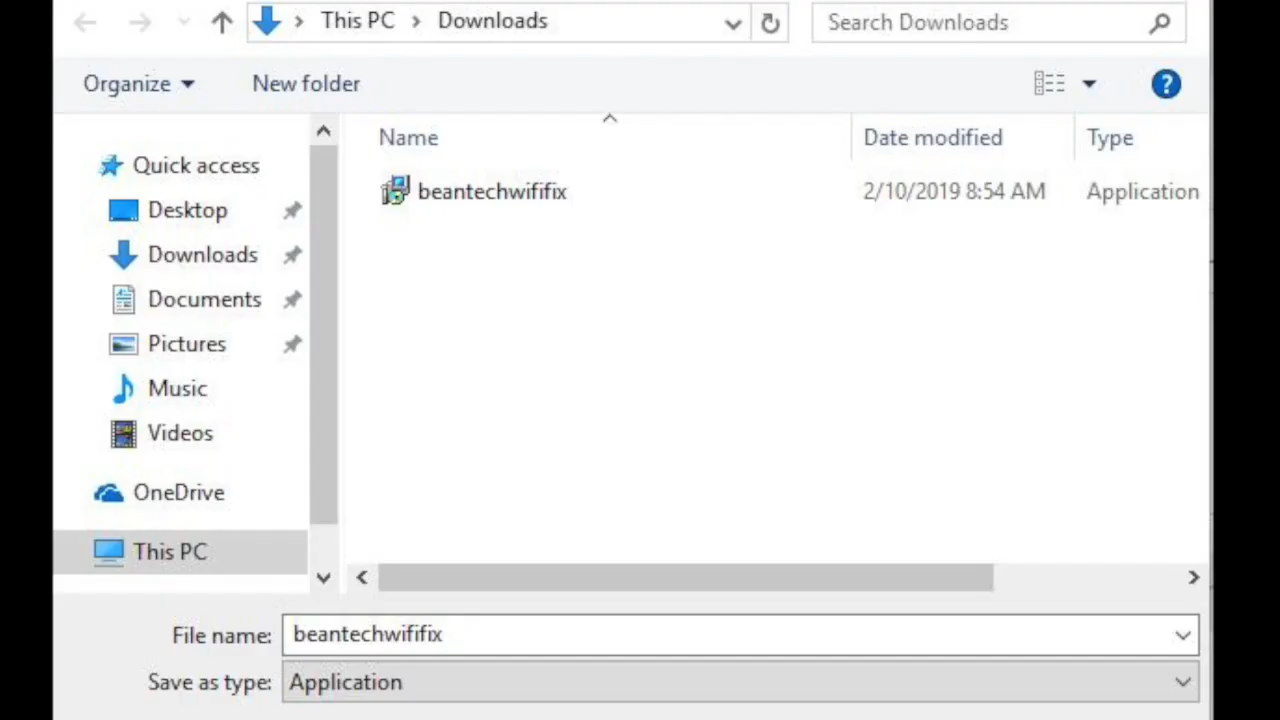 This PC > Downloads
Search Downloads
Organize
New folder
?
Name
Date modified
Type
Quick access
Desktop
Downloads
Documents
Pictures
Music
Videos
OneDrive
This PC
beantechwififix
2/10/2019 8:54 AM
Application
File name: beantechwififix
Save as type: Application